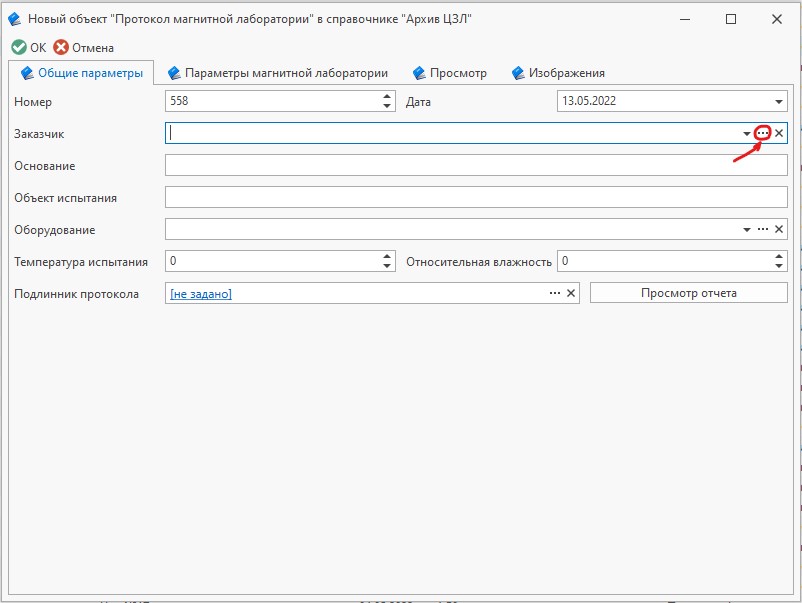 Новый объект "Протокол магнитной лаборатории" в справочнике "Архив ЦЗЛ"
ОК Отмена
Общие параметры Параметры магнитной лаборатории Просмотр Изображения
Номер 558 Дата 13.05.2022
Заказчик
Основание
Объект испытания
Оборудование
Температура испытания 0 Относительная влажность 0
Подлинник протокола [не задано] Просмотр отчета